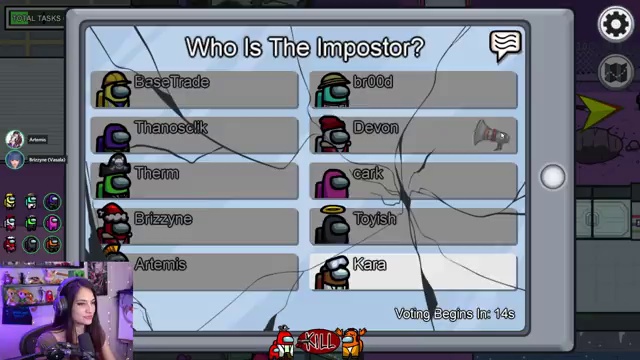 TOTAL TASKS
Who Is The Impostor?
BaseTrade
br00d
Thanosclik
Devon
Therm
cark
Brizzyne
Toyish
Artemis
Kara
Voting Begins In: 14s
Artemis
Brizzyne (Vasala)
KILL